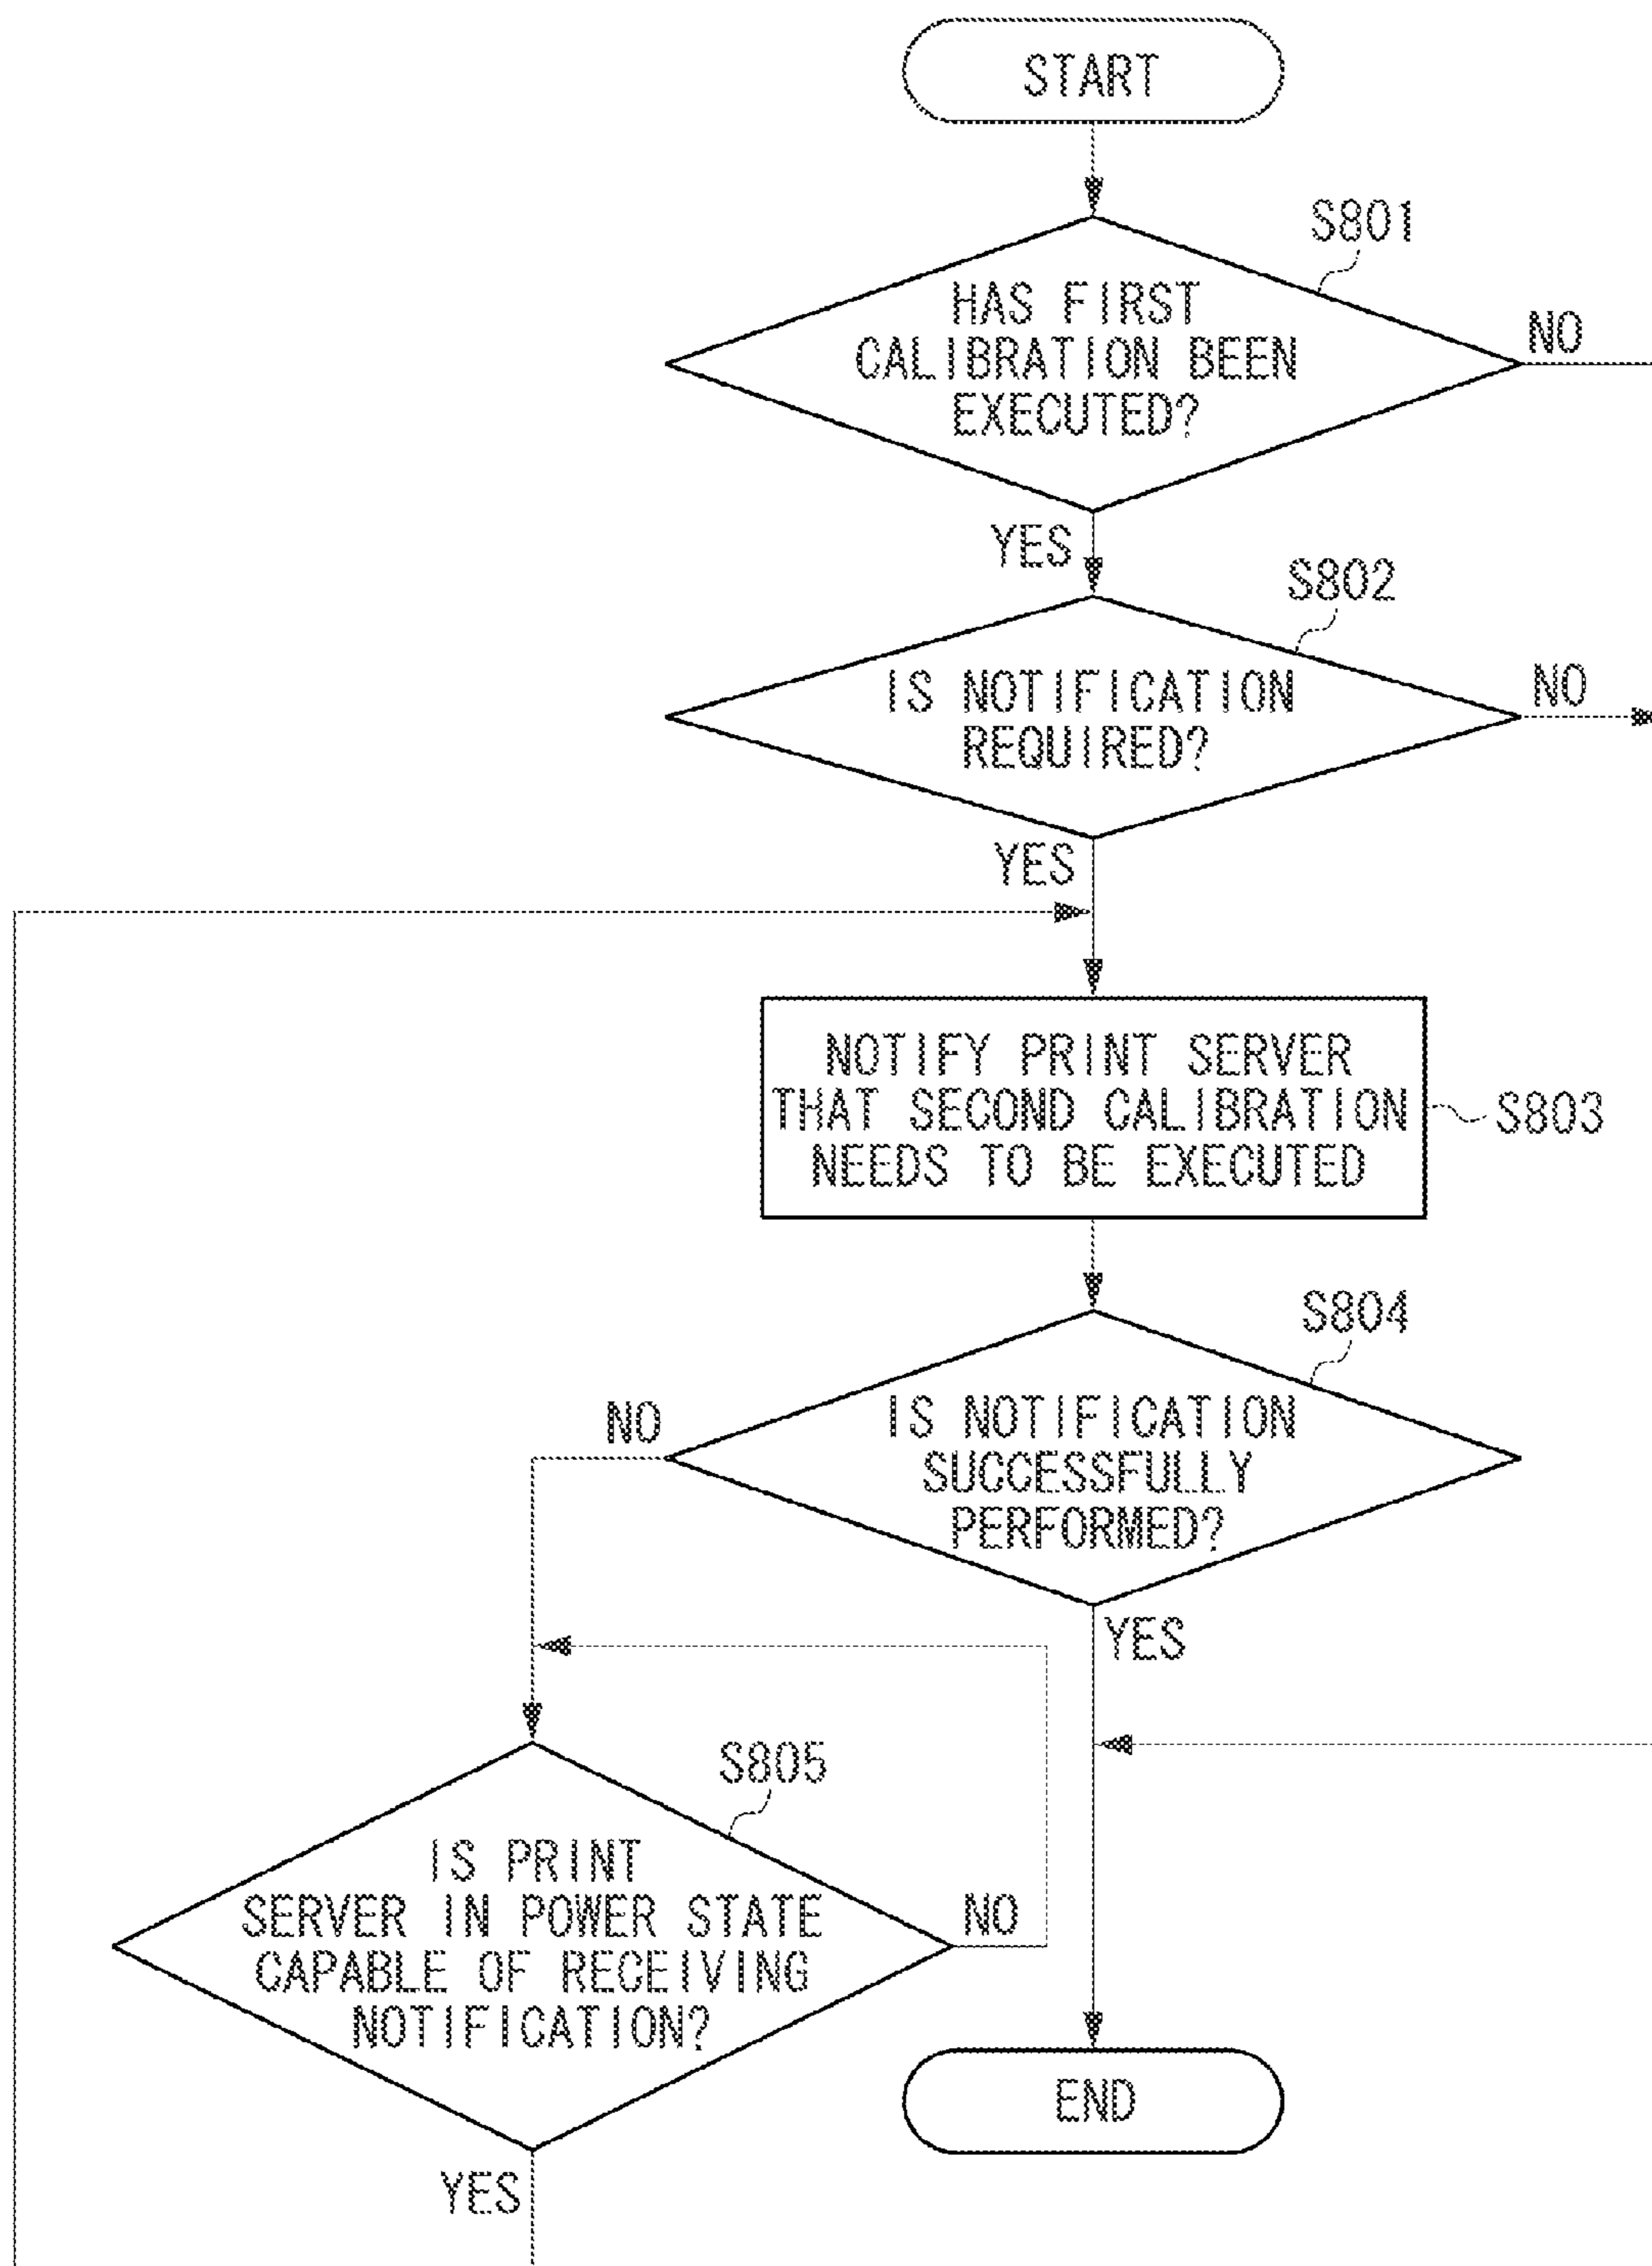 START
S801
HAS FIRST
CALIBRATION BEEN
EXECUTED?
NO
YES
S802
IS NOTIFICATION
REQUIRED?
NO
YES
NOTIFY PRINT SERVER
THAT SECOND CALIBRATION
NEEDS TO BE EXECUTED
S803
S804
NO
IS NOTIFICATION
SUCCESSFULLY
PERFORMED?
YES
S805
IS PRINT
SERVER IN POWER STATE
CAPABLE OF RECEIVING
NOTIFICATION?
NO
END
YES